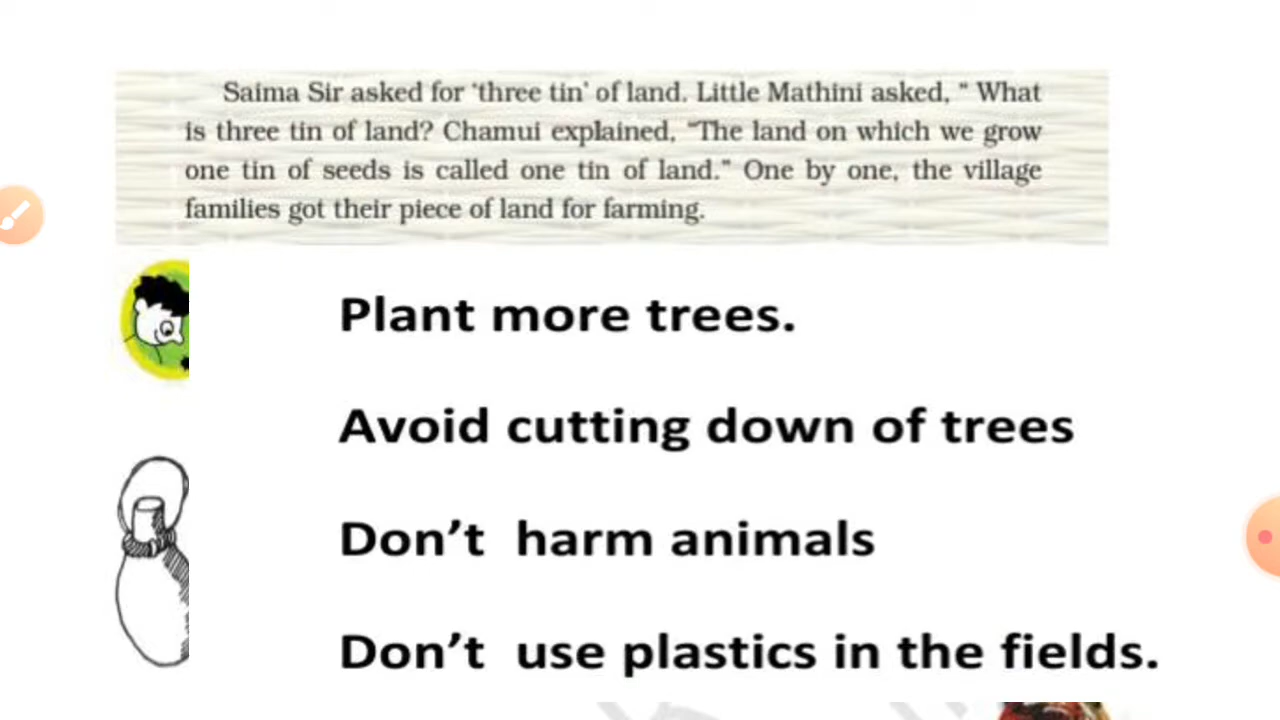 Saima Sir asked for 'three tin' of land. Little Mathini asked, " What
is three tin of land? Chamui explained, "The land on which we grow
one tin of seeds is called one tin of land." One by one, the village
families got their piece of land for farming.
Plant more trees.
Avoid cutting down of trees
Don’t harm animals
Don’t use plastics in the fields.